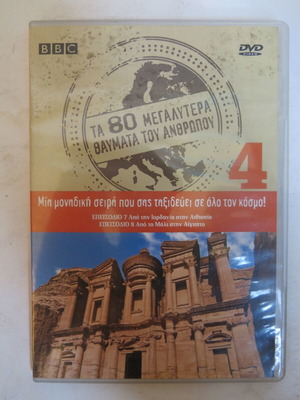 BBC
DVD
VIDEO
ΤΑ 80 ΜΕΓΑΛΥΤΕΡΑ
ΘΑΥΜΑΤΑ ΤΟΥ ΑΝΘΡΩΠΟΥ
4
Μία μοναδική σειρά που σας ταξιδεύει σε όλο τον κόσμο!
ΕΠΕΙΣΟΔΙΟ 7 Από την Ιορδανία στην Αιθιοπία
ΕΠΕΙΣΟΔΙΟ 8 Από το Μάλι στην Αίγυπτο